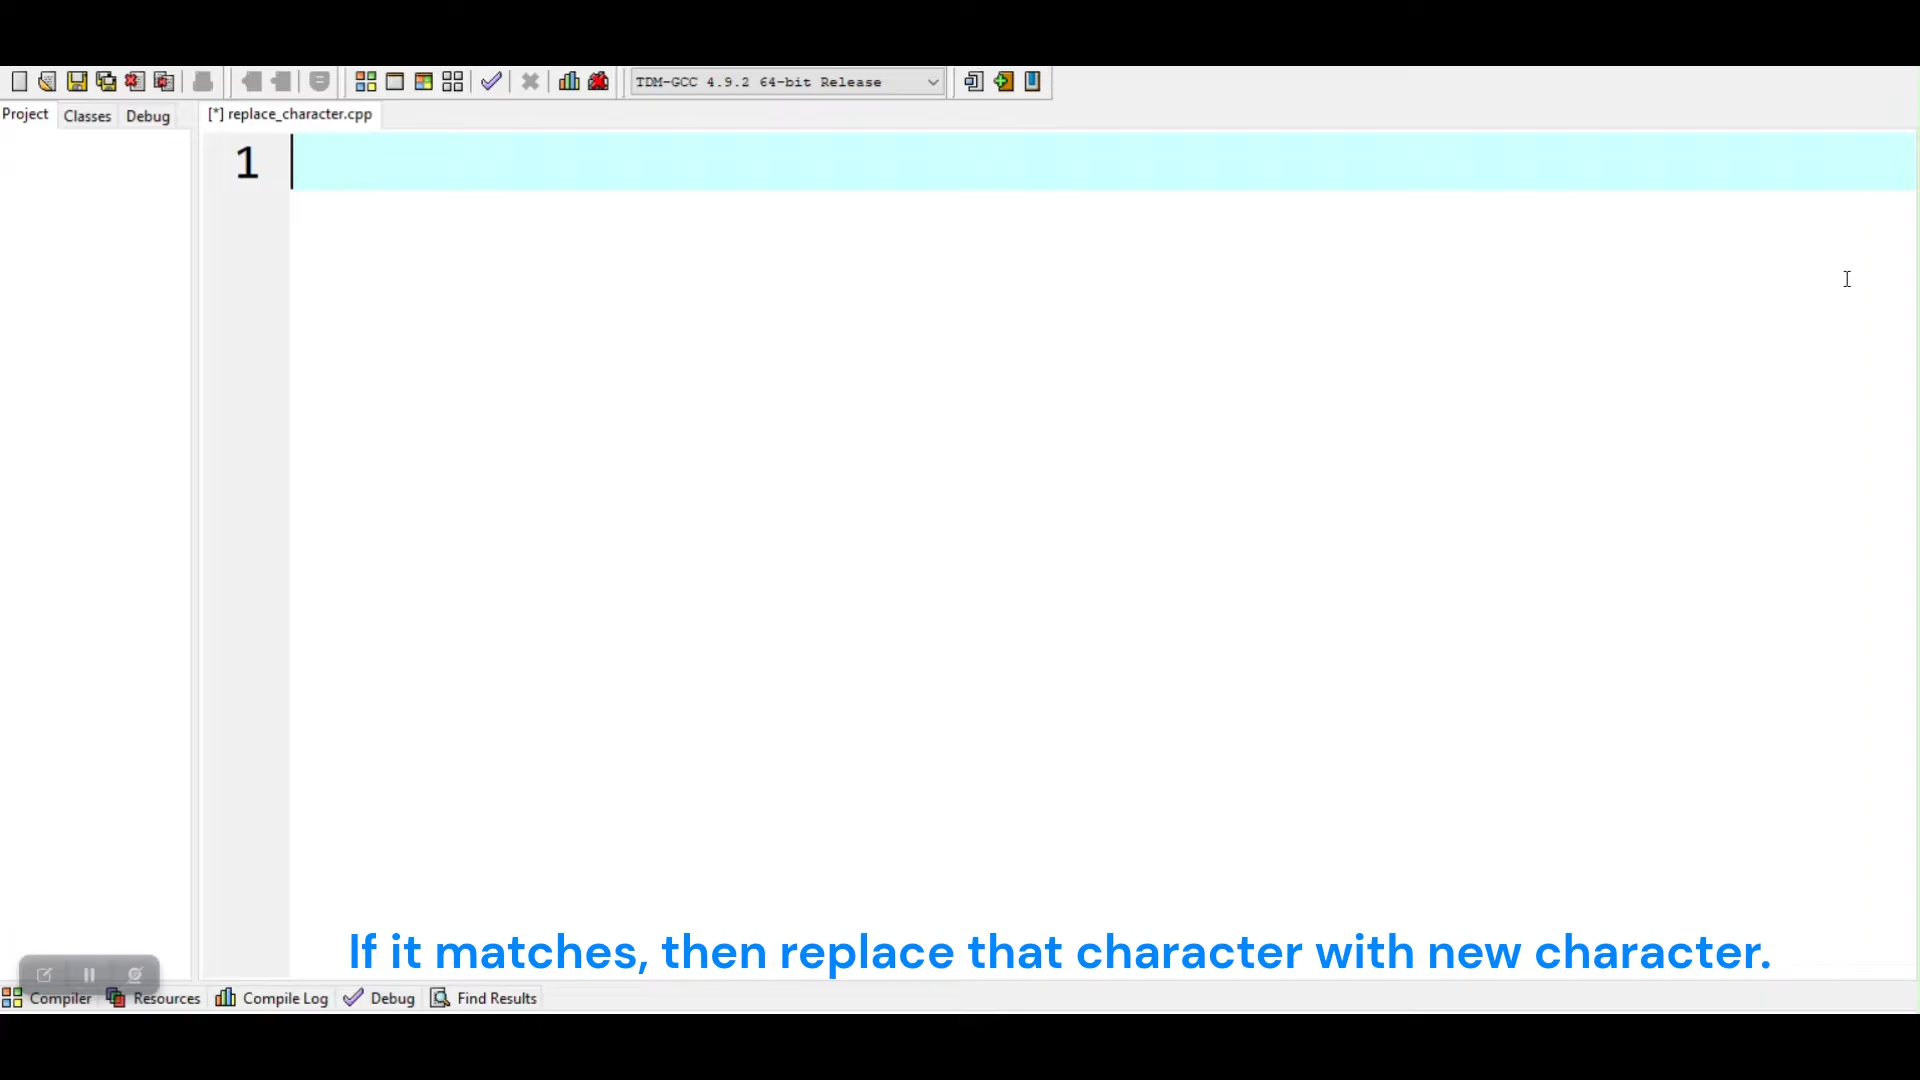 TDM-GCC 4.9.2 64-bit Release
Project Classes Debug [*] replace_character.cpp
1
If it matches, then replace that character with new character.
Compiler Resources Compile Log Debug Find Results